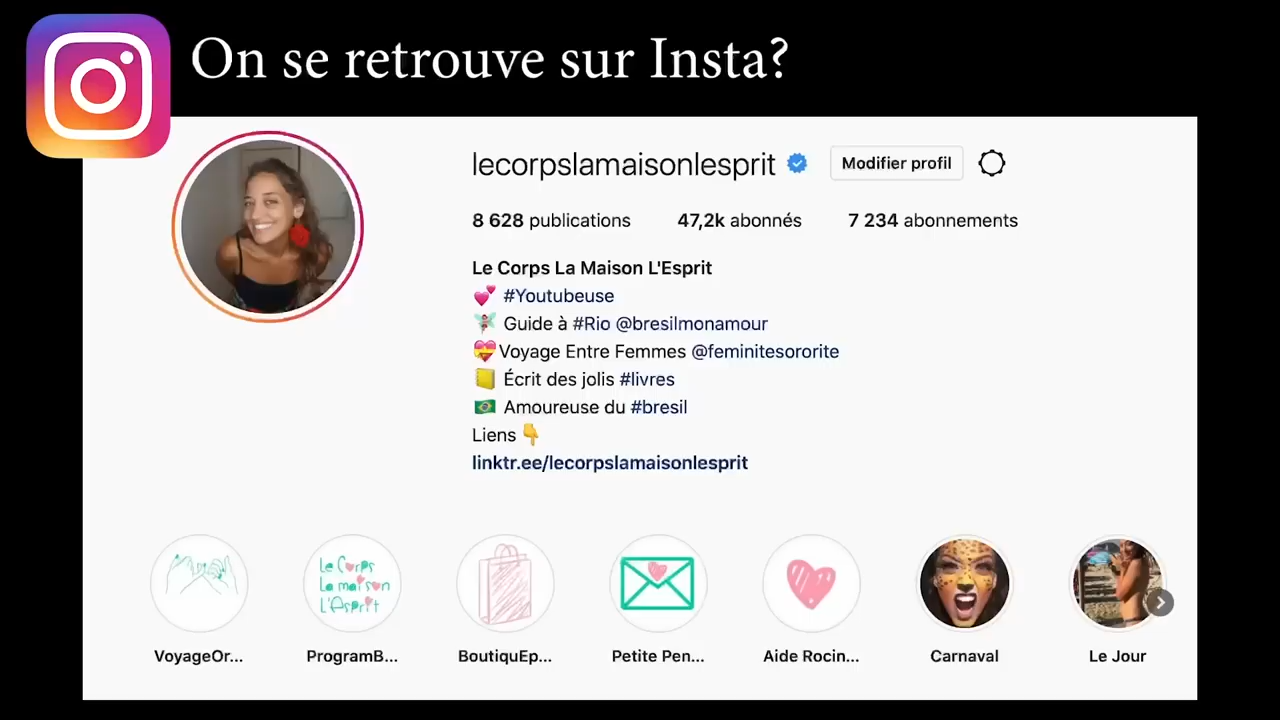 On se retrouve sur Insta?
lecorpslamaisonlesprit Modifier profil
8 628 publications 47,2k abonnés 7 234 abonnements
Le Corps La Maison L'Esprit
💕 #Youtubeuse
🧚 Guide à #Rio @bresilmonamour
💝Voyage Entre Femmes @feminitesororite
📒 Écrit des jolis #livres
🇧🇷 Amoureuse du #bresil
Liens 👇
linktr.ee/lecorpslamaisonlesprit
Le Corps
La maison
L'Esprit
VoyageOr... ProgramB... BoutiquEp... Petite Pen... Aide Rocin... Carnaval Le Jour